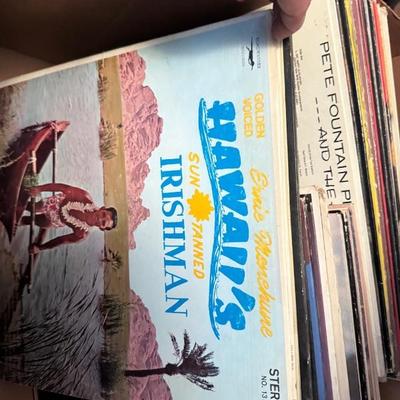 GOLDEN
VOICED
Ernie Menehune
HAWAII'S
SUN TANNED
IRISHMAN
STER
NO. 13
PETE FOUNTAIN P
----AND THE